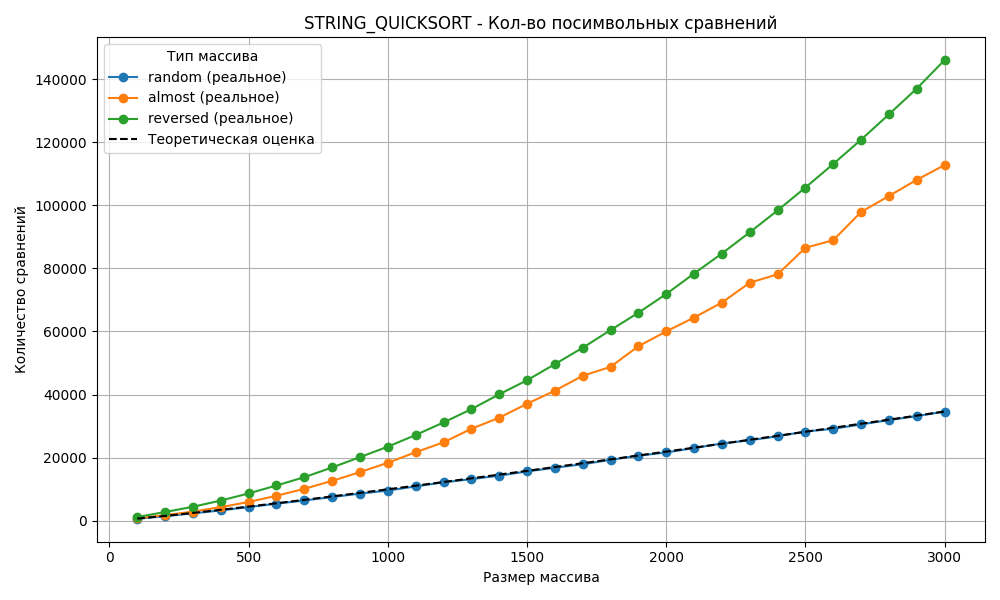 STRING_QUICKSORT - Кол-во посимвольных сравнений
Тип массива
random (реальное)
almost (реальное)
reversed (реальное)
Теоретическая оценка
Количество сравнений
140000
120000
100000
80000
60000
40000
20000
0
0 500 1000 1500 2000 2500 3000
Размер массива